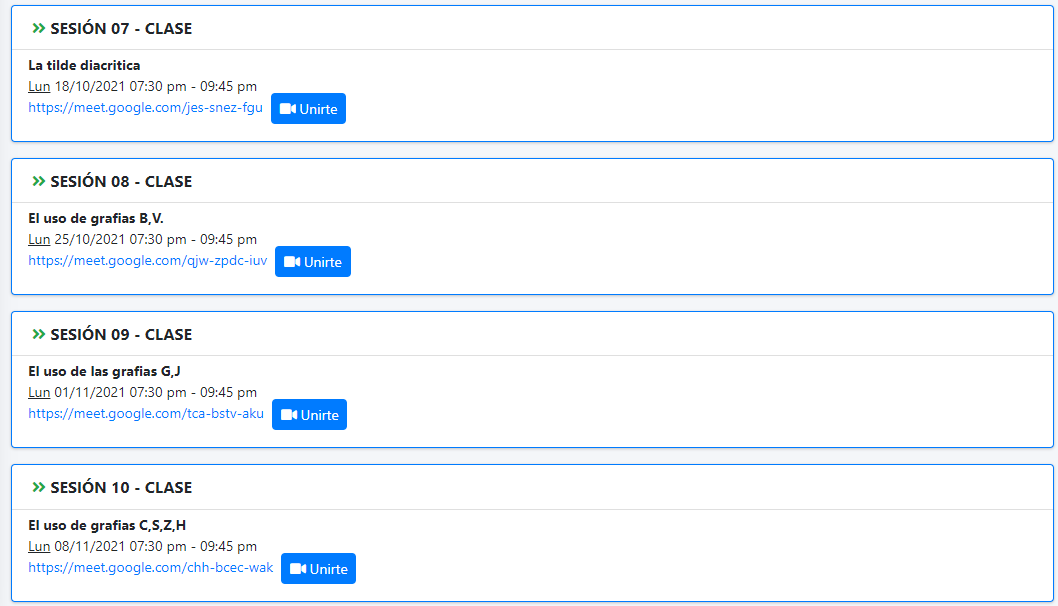 SESIÓN 07 - CLASE
La tilde diacritica
Lun 18/10/2021 07:30 pm - 09:45 pm
https://meet.google.com/jes-snez-fgu Unirte
SESIÓN 08 - CLASE
El uso de grafias B,V.
Lun 25/10/2021 07:30 pm - 09:45 pm
https://meet.google.com/qjw-zpdc-iuv Unirte
SESIÓN 09 - CLASE
El uso de las grafias G,J
Lun 01/11/2021 07:30 pm - 09:45 pm
https://meet.google.com/tca-bstv-aku Unirte
SESIÓN 10 - CLASE
El uso de grafias C,S,Z,H
Lun 08/11/2021 07:30 pm - 09:45 pm
https://meet.google.com/chh-bcec-wak Unirte